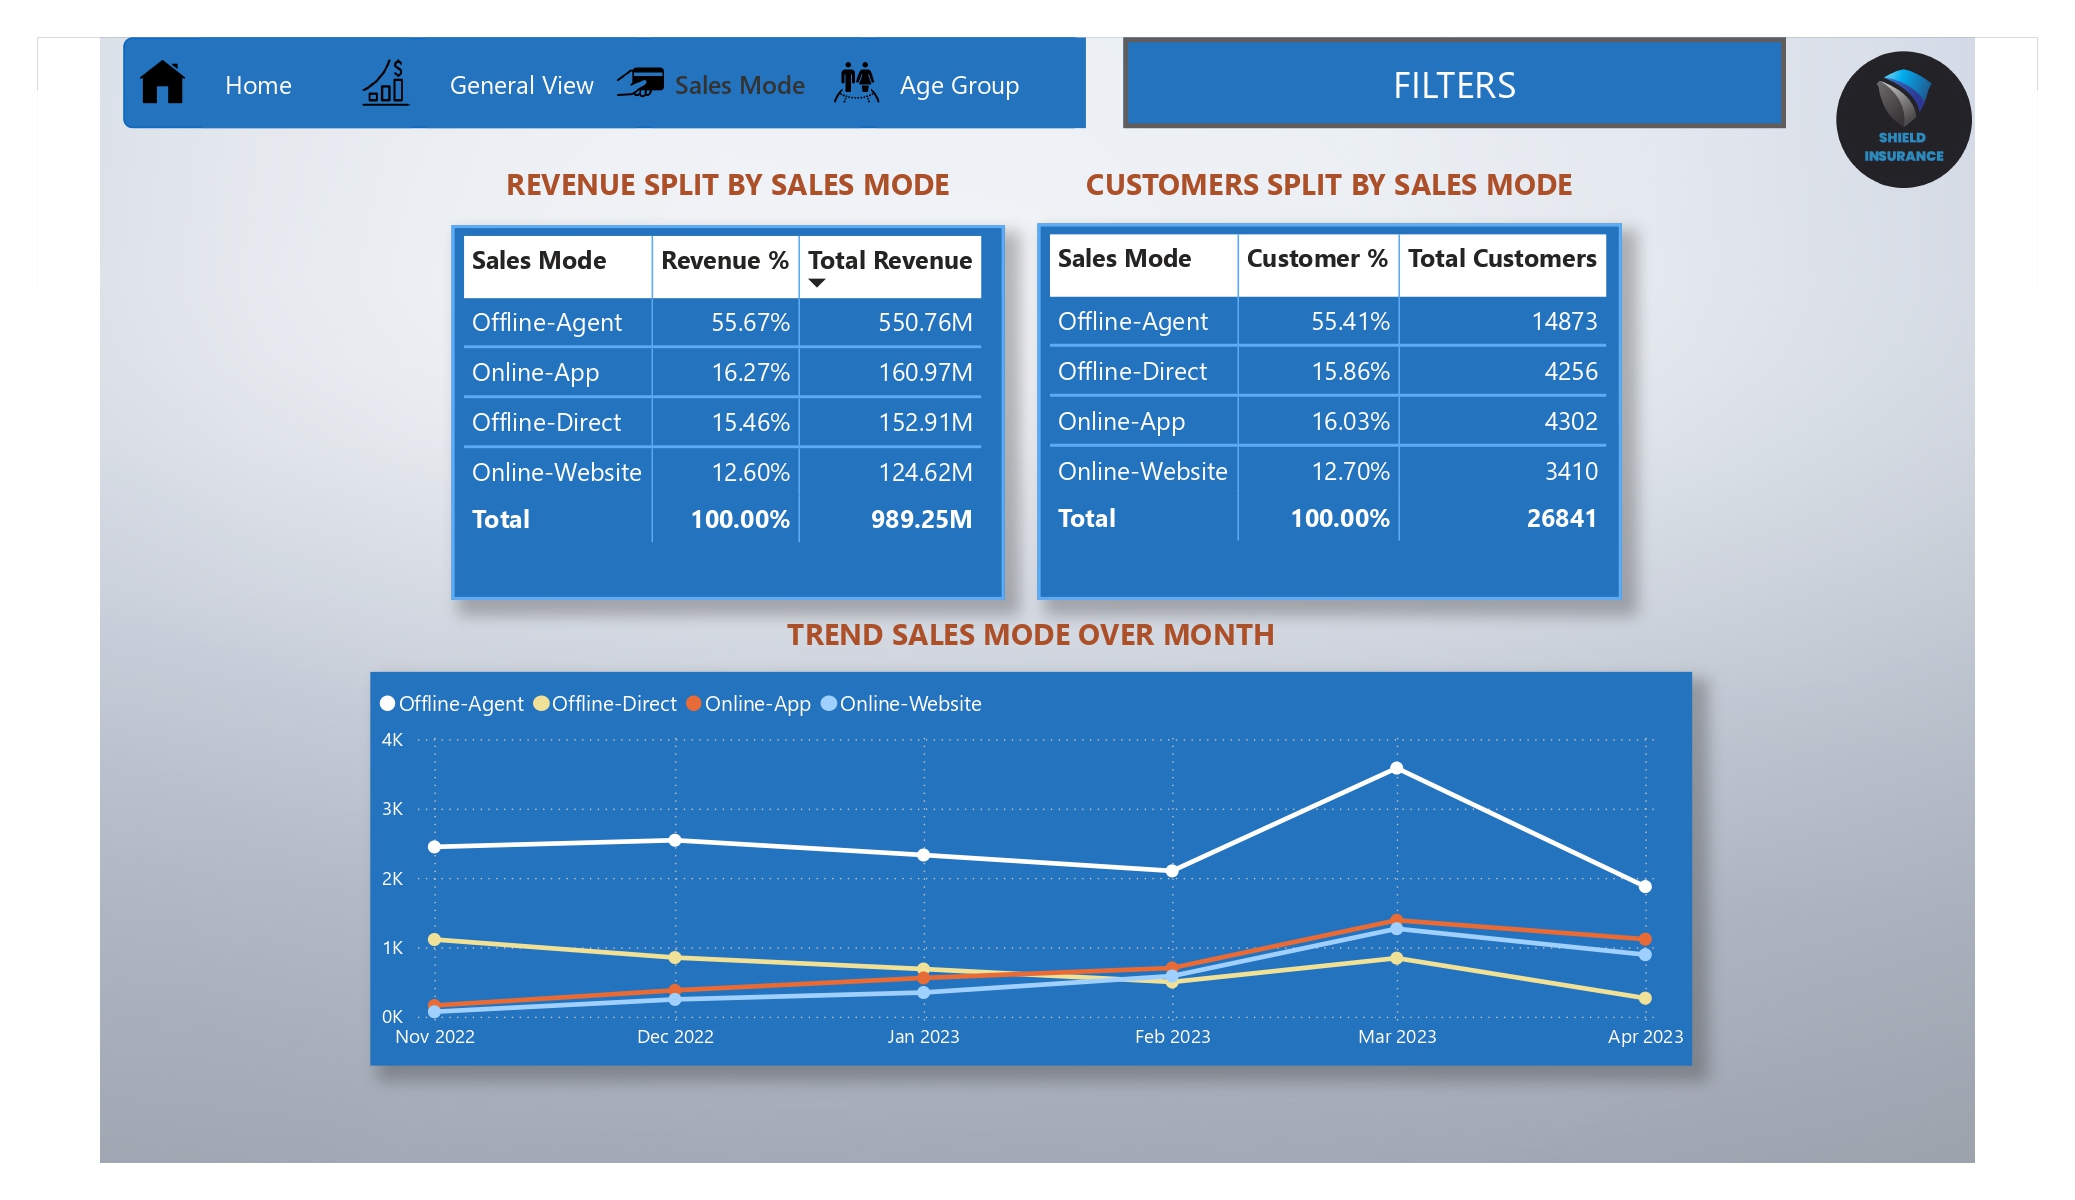 Home General View Sales Mode Age Group FILTERS
$
SHIELD
INSURANCE
REVENUE SPLIT BY SALES MODE
Sales Mode Revenue % Total Revenue
Offline-Agent 55.67% 550.76M
Online-App 16.27% 160.97M
Offline-Direct 15.46% 152.91M
Online-Website 12.60% 124.62M
Total 100.00% 989.25M
CUSTOMERS SPLIT BY SALES MODE
Sales Mode Customer % Total Customers
Offline-Agent 55.41% 14873
Offline-Direct 15.86% 4256
Online-App 16.03% 4302
Online-Website 12.70% 3410
Total 100.00% 26841
TREND SALES MODE OVER MONTH
Offline-Agent Offline-Direct Online-App Online-Website
4K
3K
2K
1K
0K
Nov 2022 Dec 2022 Jan 2023 Feb 2023 Mar 2023 Apr 2023